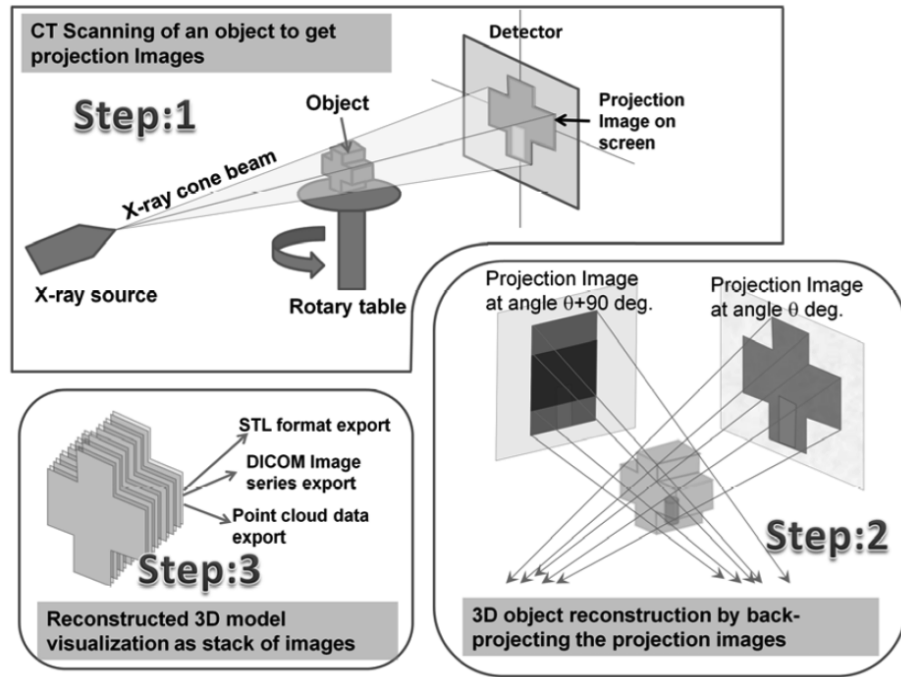 CT Scanning of an object to get
projection Images
Step:1
Object
Detector
Projection
Image on
screen
X-ray cone beam
X-ray source
Rotary table
Projection Image
at angle θ+90 deg.
Projection Image
at angle θ deg.
Step:2
3D object reconstruction by back-
projecting the projection images
STL format export
DICOM Image
series export
Point cloud data
export
Step:3
Reconstructed 3D model
visualization as stack of images